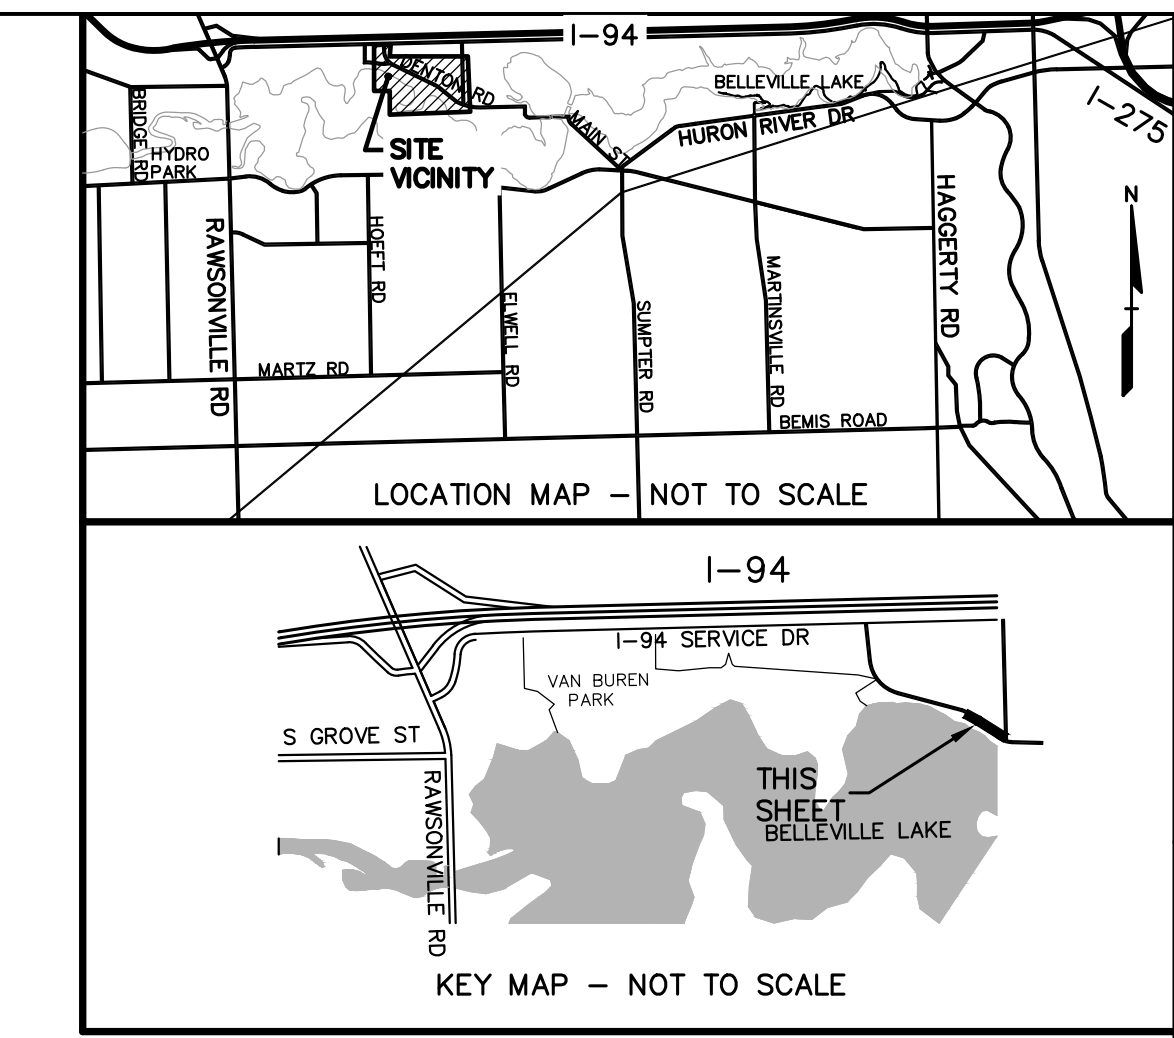 I-94
DENTON RD
BELLEVILLE LAKE
I-275
BRIDGE RD
MAIN ST
HURON RIVER DR
HYDRO
PARK
SITE
VICINITY
N
RAWSONVILLE RD
HOEFT RD
HAGGERTY RD
ELWELL RD
SUMPTER RD
MARTINSVILLE RD
MARTZ RD
BEMIS ROAD
LOCATION MAP - NOT TO SCALE
I-94
I-94 SERVICE DR
VAN BUREN
PARK
S GROVE ST
THIS
SHEET
BELLEVILLE LAKE
RAWSONVILLE RD
KEY MAP - NOT TO SCALE